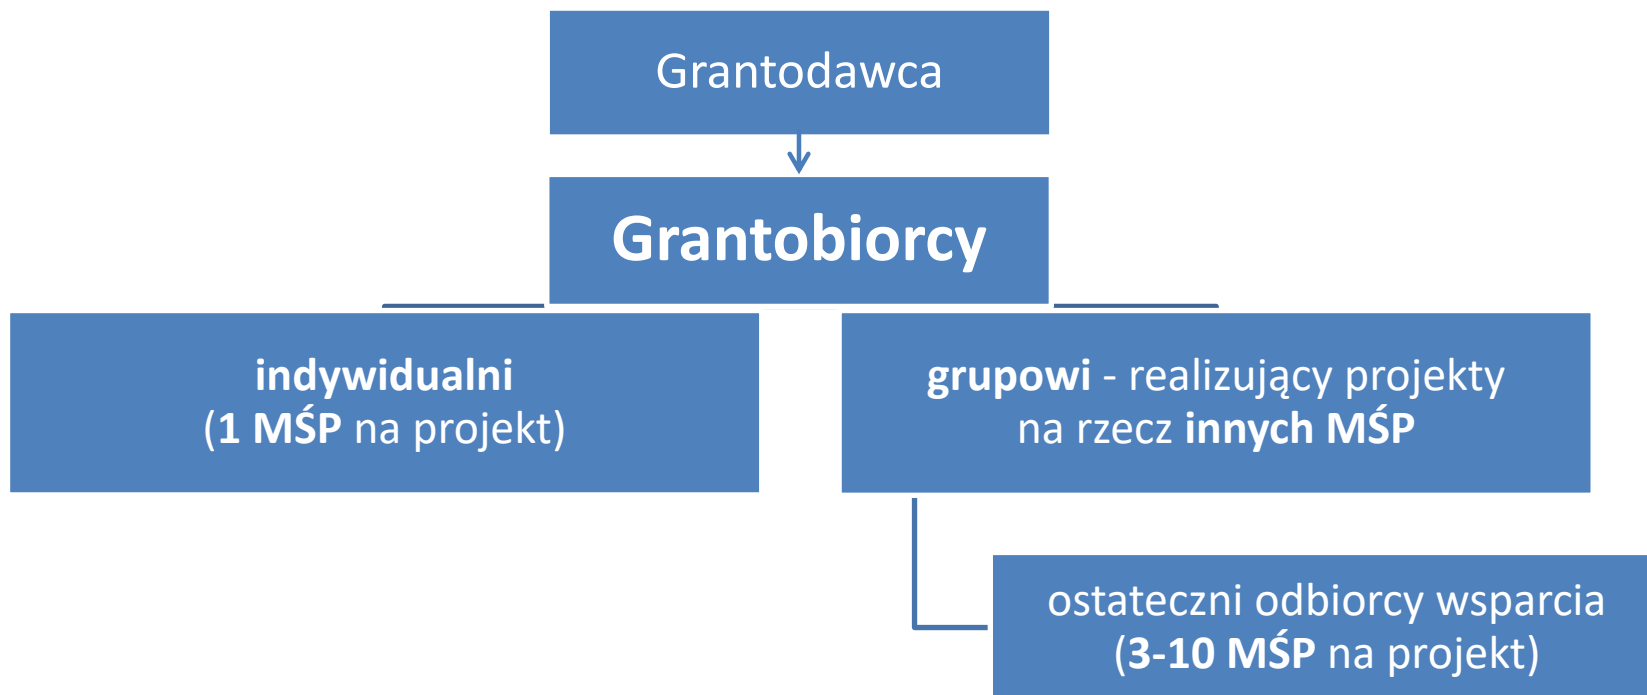 Grantodawca
Grantobiorcy
indywidualni
(1 MŚP na projekt)
grupowi - realizujący projekty
na rzecz innych MŚP
ostateczni odbiorcy wsparcia
(3-10 MŚP na projekt)